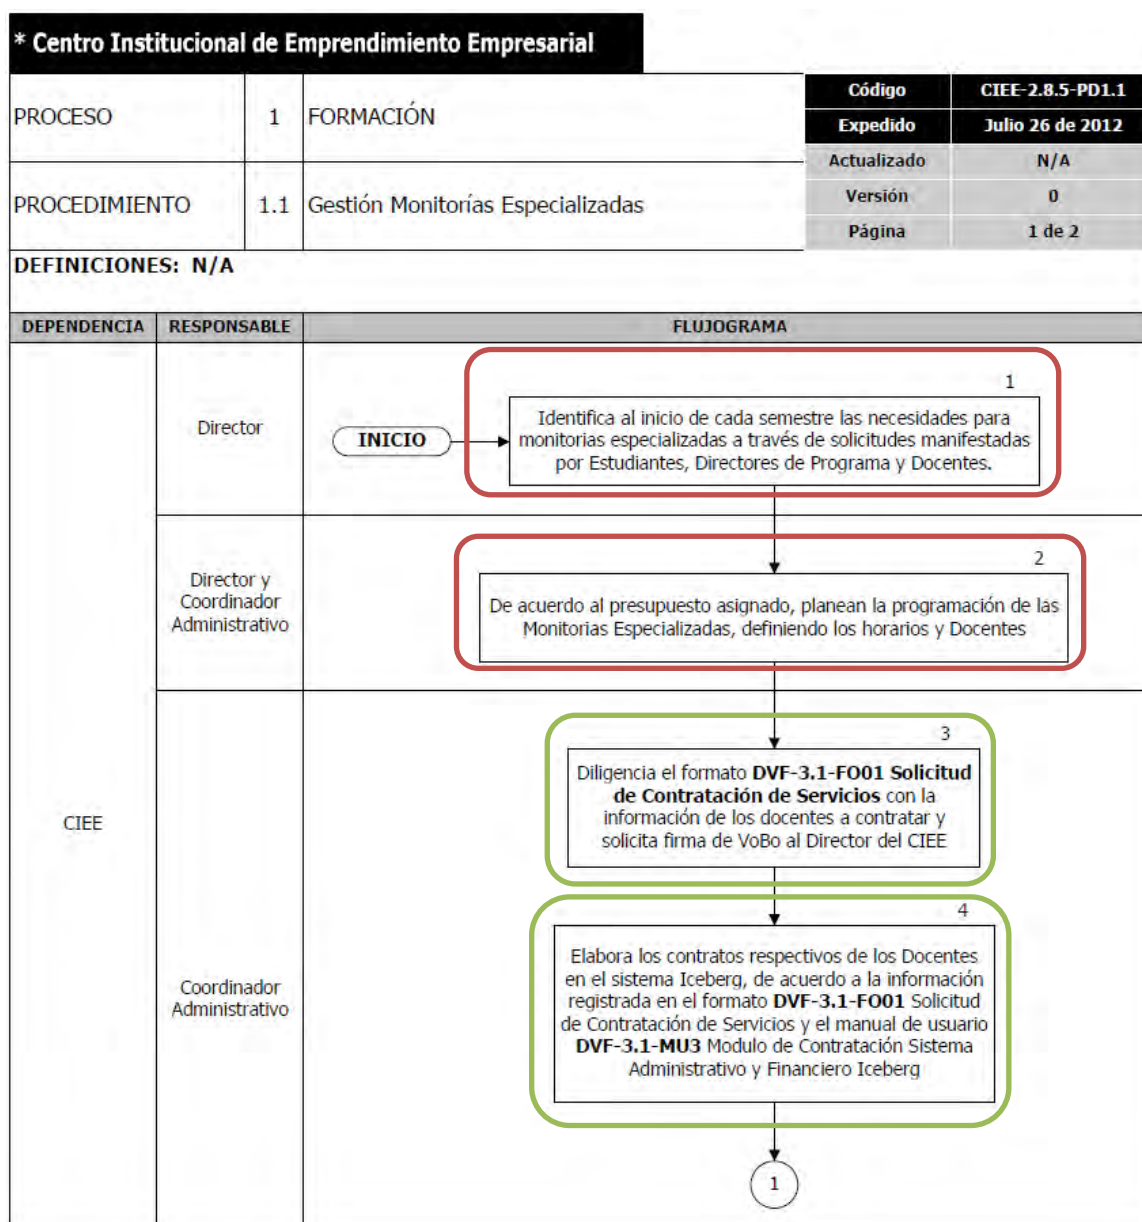 * Centro Institucional de Emprendimiento Empresarial
PROCESO 1 FORMACIÓN
Código CIEE-2.8.5-PD1.1
Expedido Julio 26 de 2012
Actualizado N/A
PROCEDIMIENTO 1.1 Gestión Monitorías Especializadas
Versión 0
Página 1 de 2
DEFINICIONES: N/A
DEPENDENCIA RESPONSABLE FLUJOGRAMA
CIEE
Director
INICIO
1
Identifica al inicio de cada semestre las necesidades para
monitorias especializadas a través de solicitudes manifestadas
por Estudiantes, Directores de Programa y Docentes.
Director y
Coordinador
Administrativo
2
De acuerdo al presupuesto asignado, planean la programación de las
Monitorias Especializadas, definiendo los horarios y Docentes
Coordinador
Administrativo
3
Diligencia el formato DVF-3.1-FO01 Solicitud
de Contratación de Servicios con la
información de los docentes a contratar y
solicita firma de VoBo al Director del CIEE
4
Elabora los contratos respectivos de los Docentes
en el sistema Iceberg, de acuerdo a la información
registrada en el formato DVF-3.1-FO01 Solicitud
de Contratación de Servicios y el manual de usuario
DVF-3.1-MU3 Modulo de Contratación Sistema
Administrativo y Financiero Iceberg
1